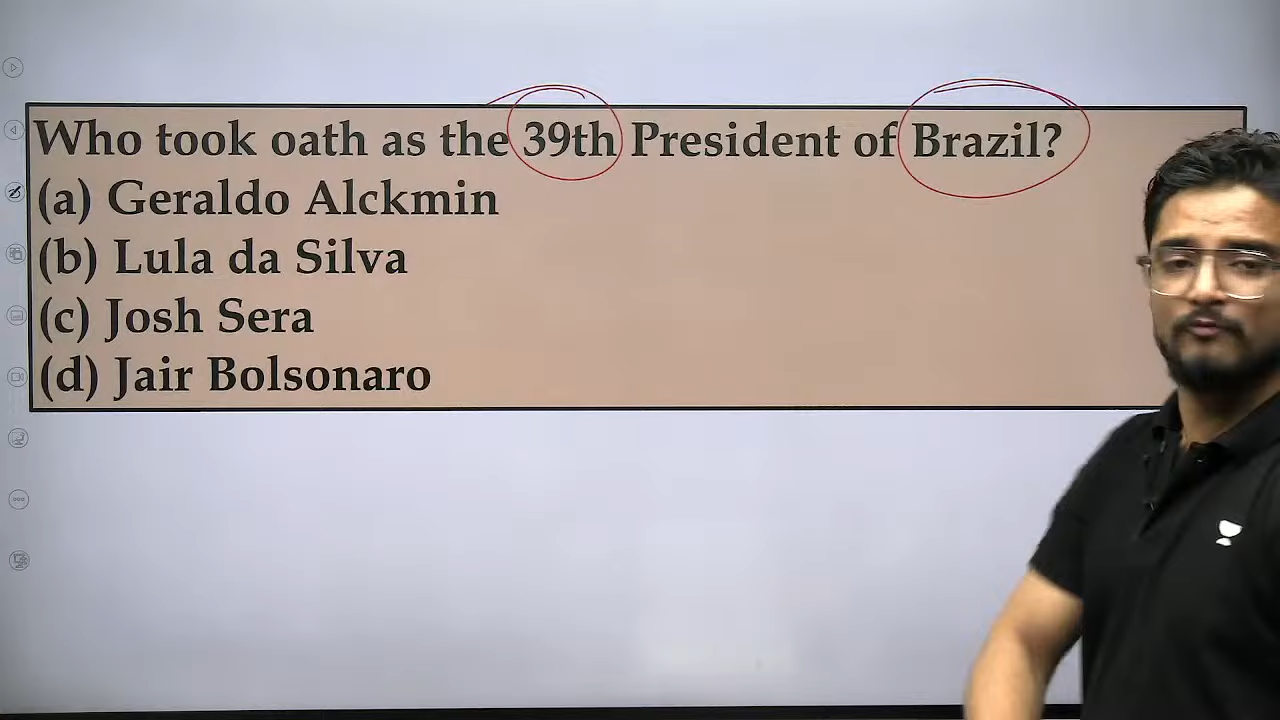 Who took oath as the 39th President of Brazil?
(a) Geraldo Alckmin
(b) Lula da Silva
(c) Josh Sera
(d) Jair Bolsonaro